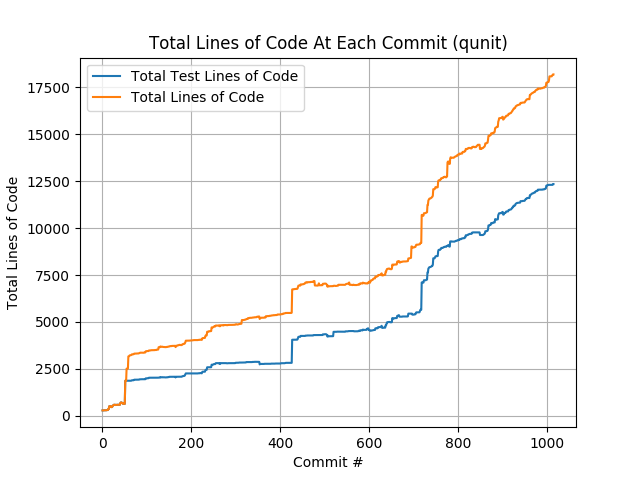 Total Lines of Code At Each Commit (qunit)
Total Test Lines of Code
Total Lines of Code
17500
15000
12500
10000
7500
5000
2500
0
Total Lines of Code
0 200 400 600 800 1000
Commit #